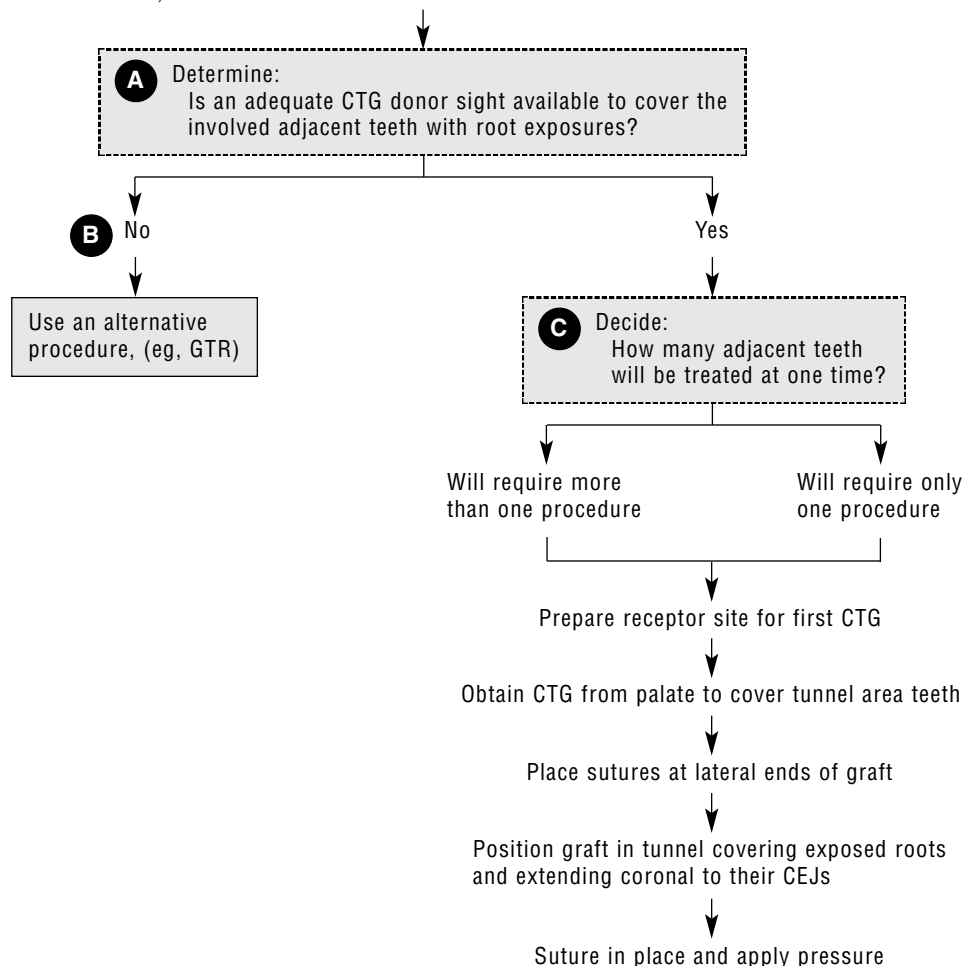 A Determine:
Is an adequate CTG donor sight available to cover the
involved adjacent teeth with root exposures?
B No
Yes
Use an alternative
procedure, (eg, GTR)
C Decide:
How many adjacent teeth
will be treated at one time?
Will require more
than one procedure
Will require only
one procedure
Prepare receptor site for first CTG
Obtain CTG from palate to cover tunnel area teeth
Place sutures at lateral ends of graft
Position graft in tunnel covering exposed roots
and extending coronal to their CEJs
Suture in place and apply pressure